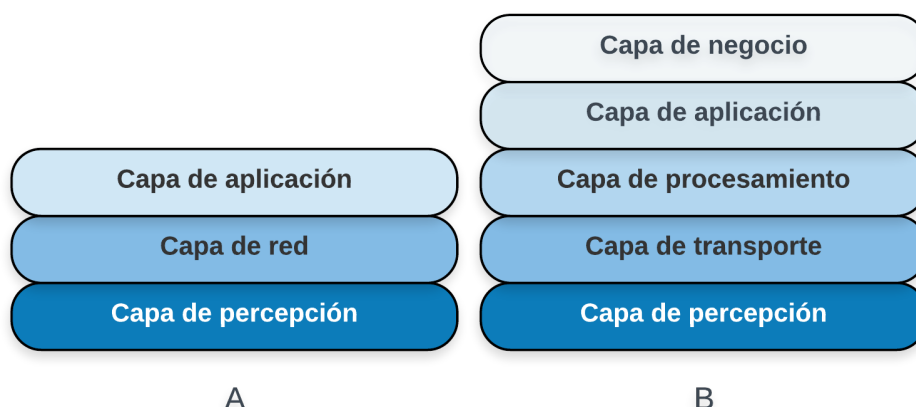 Capa de aplicación
Capa de red
Capa de percepción
A
Capa de negocio
Capa de aplicación
Capa de procesamiento
Capa de transporte
Capa de percepción
B